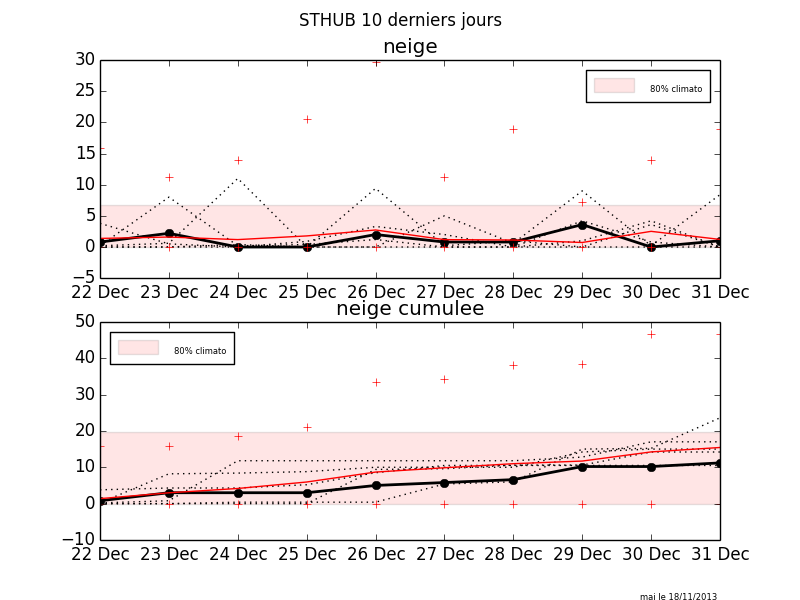 STHUB 10 derniers jours
neige
30
25
20
15
10
5
0
−5
80% climato
22 Dec 23 Dec 24 Dec 25 Dec 26 Dec 27 Dec 28 Dec 29 Dec 30 Dec 31 Dec
neige cumulee
50
40
30
20
10
0
−10
80% climato
22 Dec 23 Dec 24 Dec 25 Dec 26 Dec 27 Dec 28 Dec 29 Dec 30 Dec 31 Dec
maj le 18/11/2013